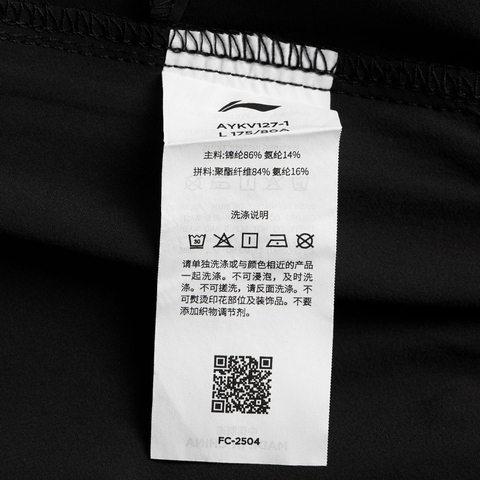 AYKV127-1
L 175/80A
主料:锦纶86% 氨纶14%
拼料:聚酯纤维84% 氨纶16%
洗涤说明
30
请单独洗涤或与颜色相近的产品
一起洗涤。不可浸泡，及时洗
涤。不可搓洗，请反面洗涤。不
可熨烫印花部位及装饰品。不要
添加织物调节剂。
FC-2504